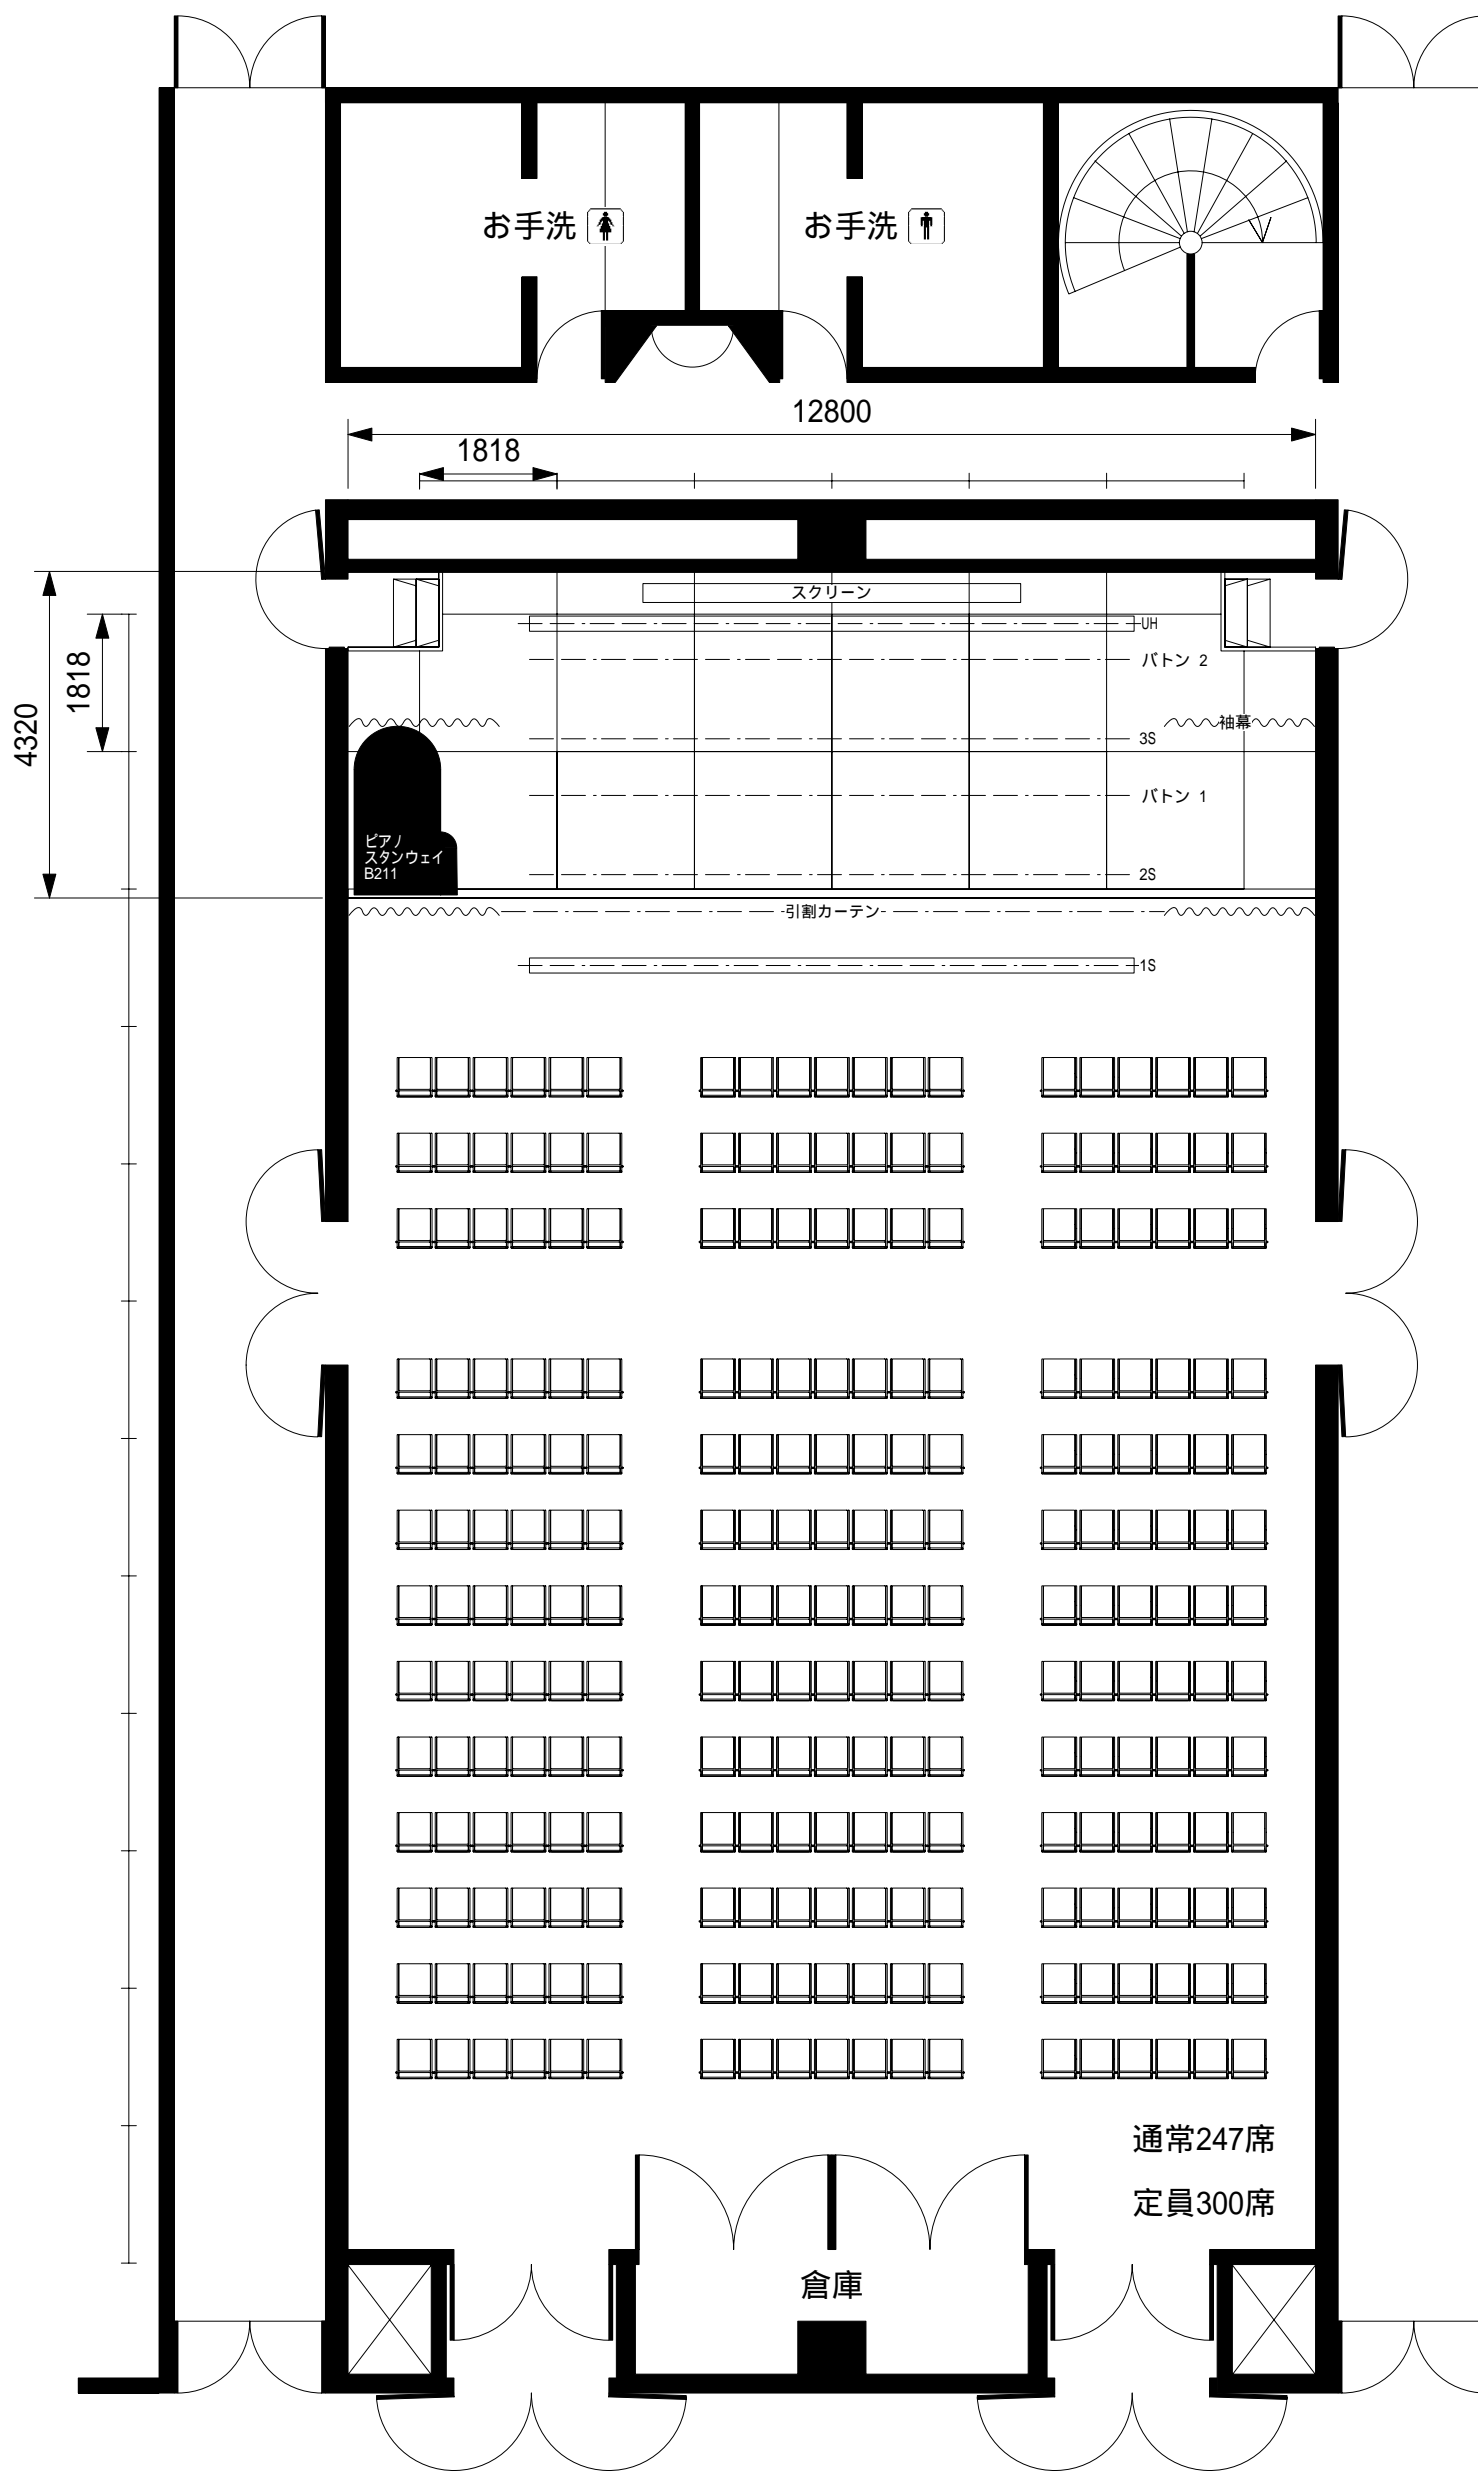 お手洗
お手洗
12800
1818
スクリーン
UH
バトン 2
1818
4320
袖幕
3S
バトン 1
ピアノ
スタンウェイ
B211
2S
引割カーテン
1S
通常247席
定員300席
倉庫